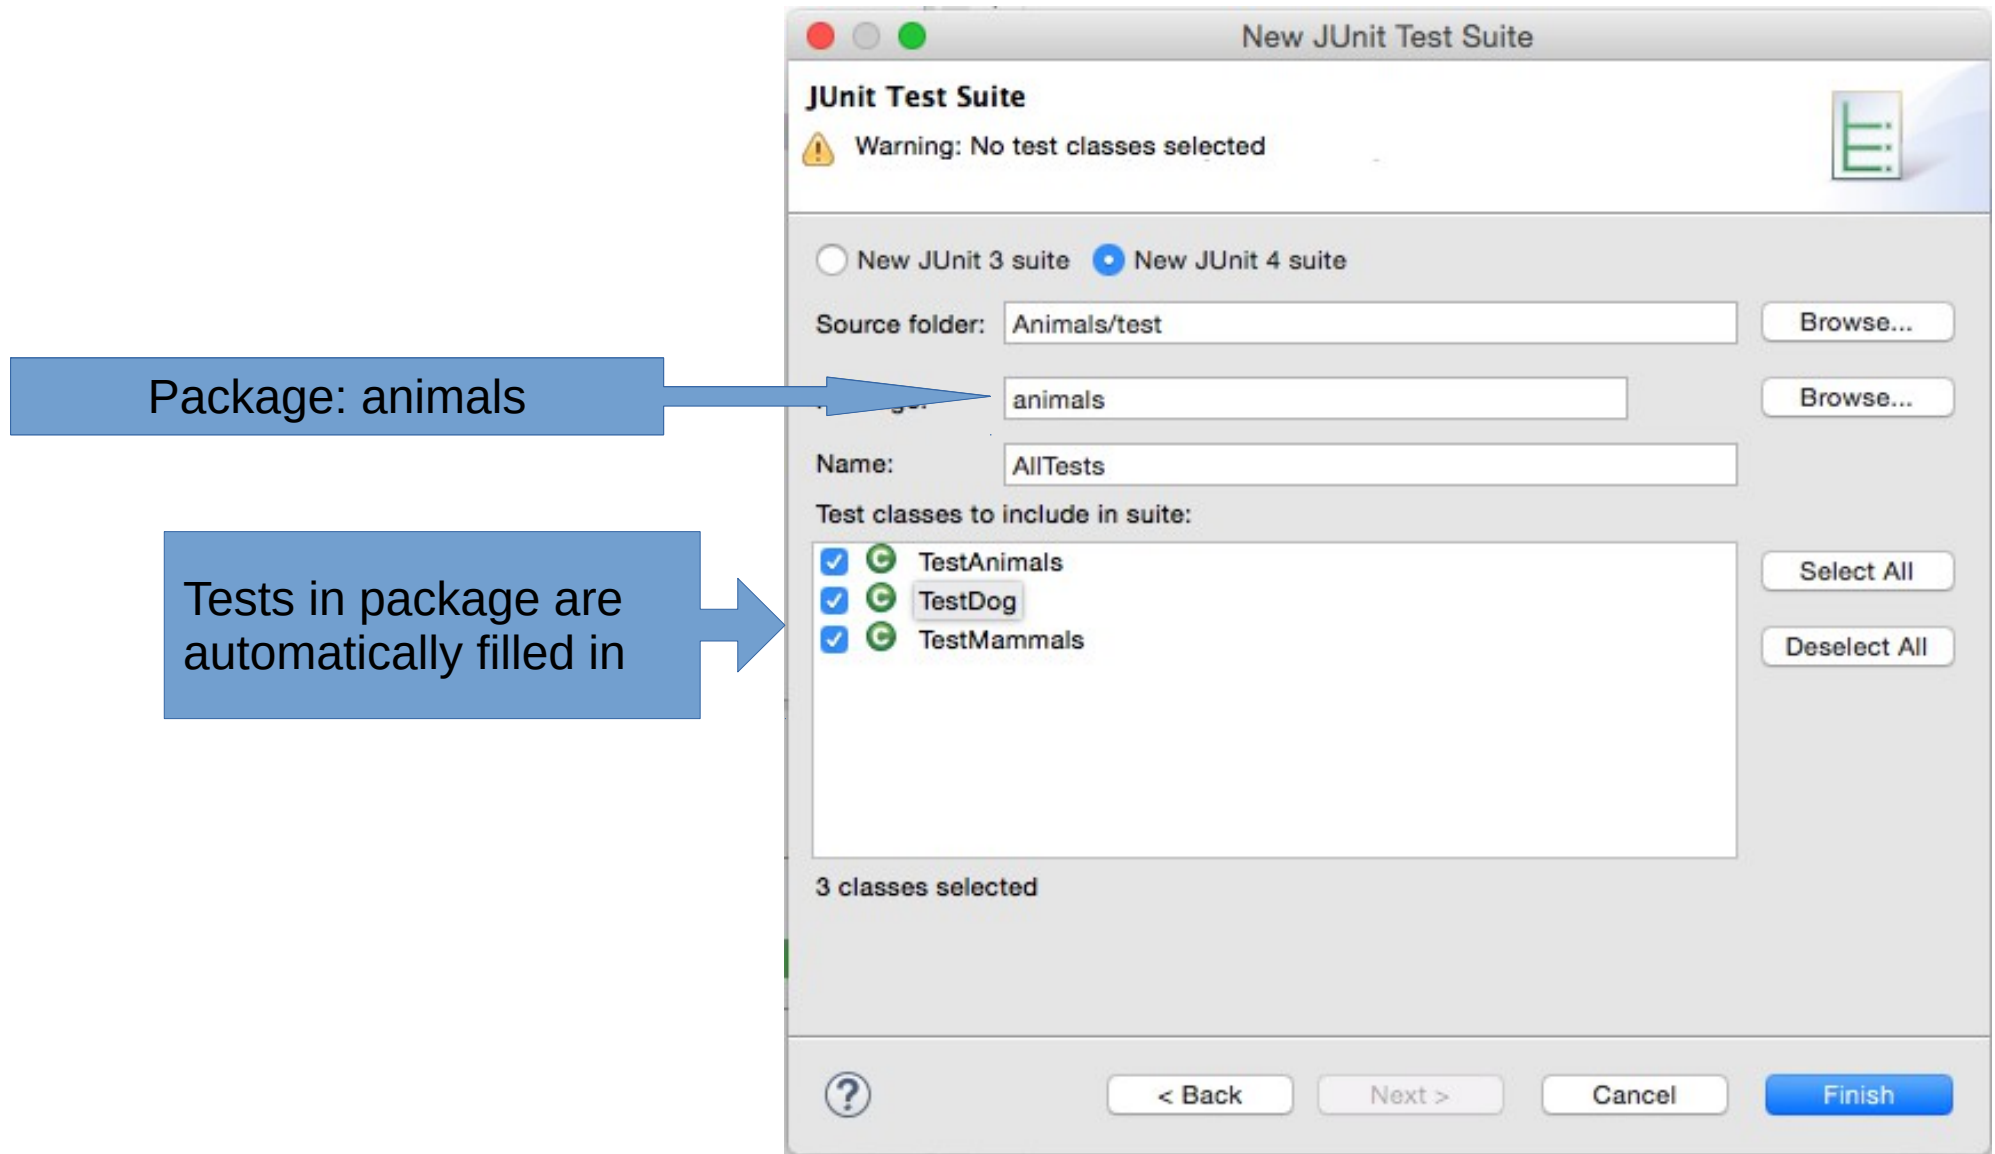 New JUnit Test Suite
JUnit Test Suite
Warning: No test classes selected
New JUnit 3 suite New JUnit 4 suite
Source folder: Animals/test Browse...
Package: animals
animals Browse...
Name: AllTests
Test classes to include in suite:
Tests in package are
automatically filled in
TestAnimals
TestDog
TestMammals
Select All
Deselect All
3 classes selected
? < Back Next > Cancel Finish